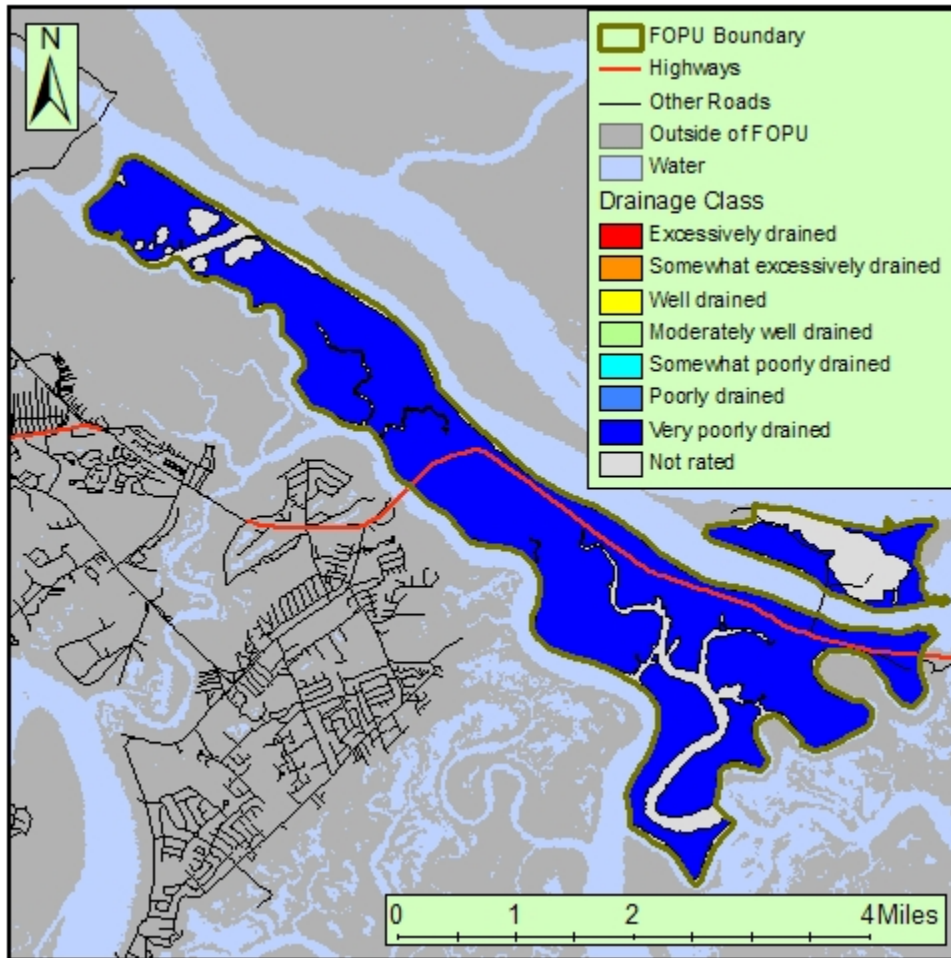 N
FOPU Boundary
Highways
Other Roads
Outside of FOPU
Water
Drainage Class
Excessively drained
Somewhat excessively drained
Well drained
Moderately well drained
Somewhat poorly drained
Poorly drained
Very poorly drained
Not rated
0 1 2 4 Miles